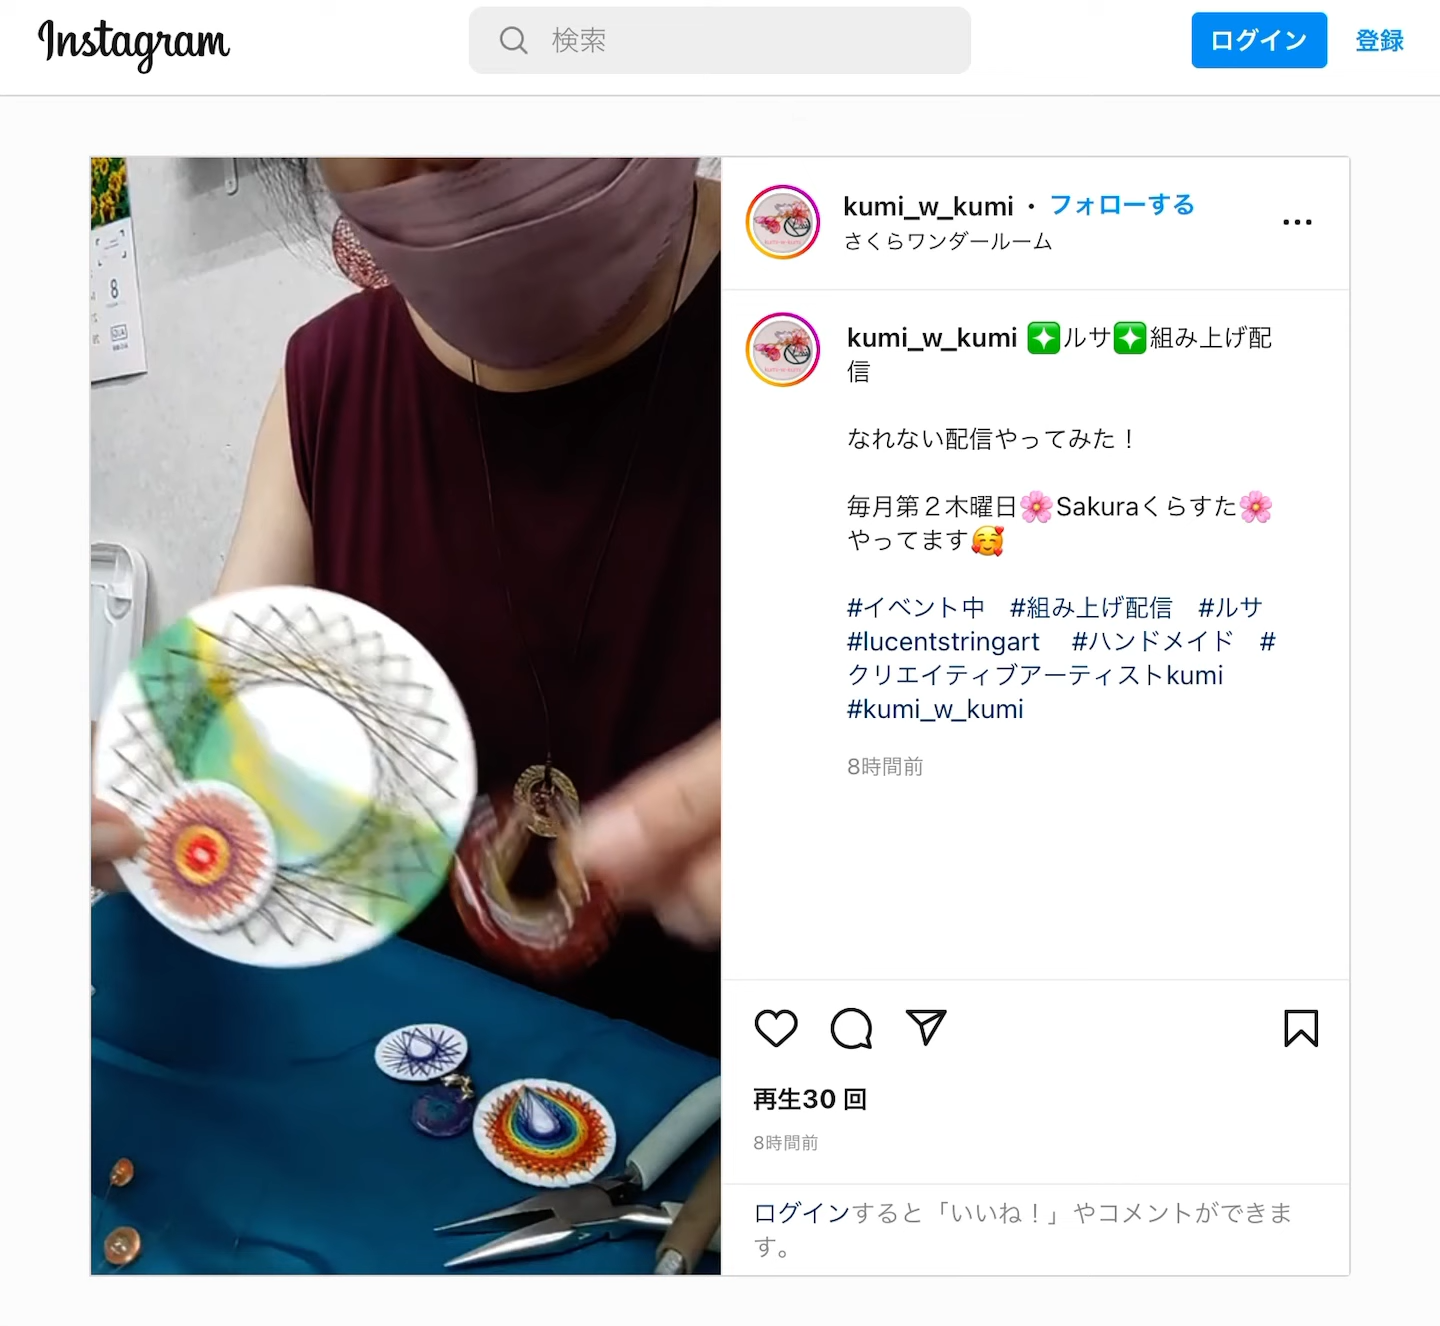 Instagram
検索
ログイン
登録
8
kumi_w_kumi • フォローする
さくらワンダールーム
kumi_w_kumi ❇️ルサ❇️組み上げ配
信
なれない配信やってみた！
毎月第２木曜日🌸Sakuraくらすた🌸
やってます🥰
#イベント中　#組み上げ配信　#ルサ
#lucentstringart　#ハンドメイド　#
クリエイティブアーティストkumi
#kumi_w_kumi
8時間前
再生30 回
8時間前
ログインすると「いいね！」やコメントができま
す。